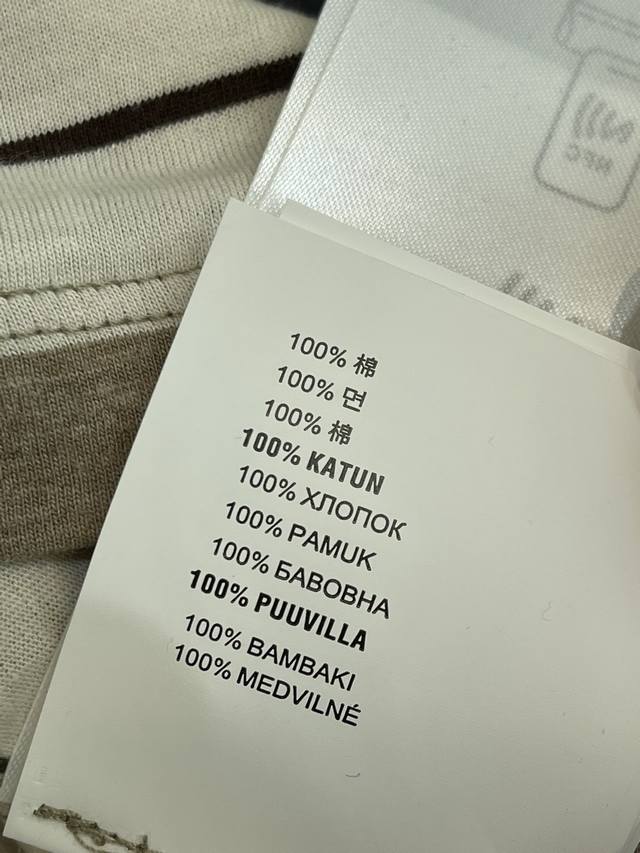 NFC
100% 棉
100% 면
100% 棉
100% KATUN
100% ХЛОПОК
100% PAMUK
100% БАВОВНА
100% PUUVILLA
100% BAMBAKI
100% MEDVILNÉ